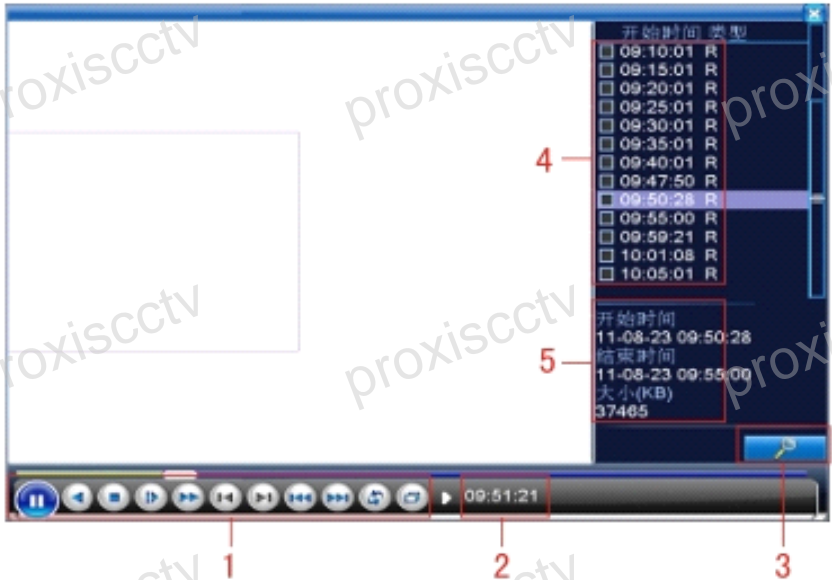 开始时间 类型
09:10:01 R
09:15:01 R
09:20:01 R
09:25:01 R
09:30:01 R
09:35:01 R
09:40:01 R
09:47:50 R
09:50:28 R
09:55:00 R
09:59:21 R
10:01:08 R
10:05:01 R
4
开始时间
11-08-23 09:50:28
结束时间
11-08-23 09:55:00
大小(KB)
37465
5
09:51:21
1
2
3
proxiscctv
proxiscctv
proxiscctv
proxiscctv
proxiscctv